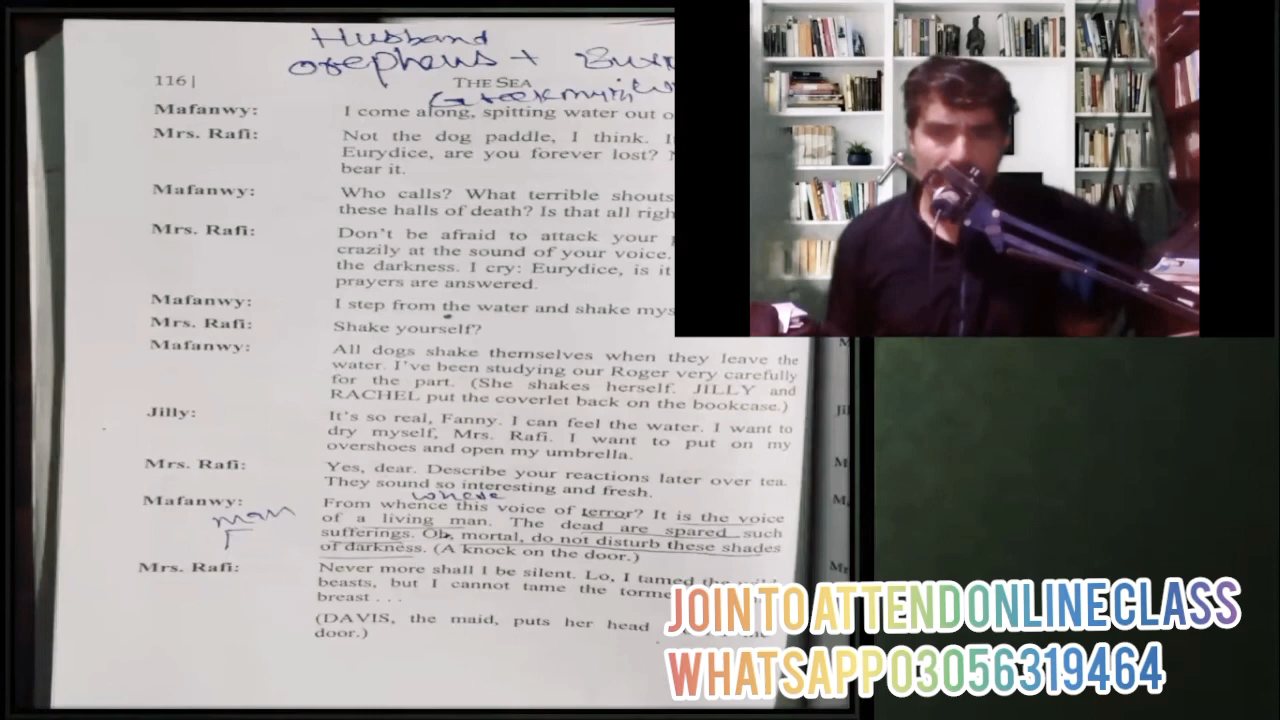 Husband
orepheus +
116|
THE SEA
Greek
Mafanwy: I come along, spitting water out o
Mrs. Rafi: Not the dog paddle, I think.
Eurydice, are you forever lost?
bear it.
Mafanwy: Who calls? What terrible shouts
these halls of death? Is that all righ
Mrs. Rafi: Don't be afraid to attack your
crazily at the sound of your voice.
the darkness. I cry: Eurydice, is it
prayers are answered.
Mafanwy: I step from the water and shake mys
Mrs. Rafi: Shake yourself?
Mafanwy: All dogs shake themselves when they leave the
water. I've been studying our Roger very carefully
for the part. (She shakes herself. JILLY and
RACHEL put the coverlet back on the bookcase.)
Jilly: It's so real, Fanny. I can feel the water. I want to
dry myself, Mrs. Rafi. I want to put on my
overshoes and open my umbrella.
Mrs. Rafi: Yes, dear. Describe your reactions later over tea.
They sound so interesting and fresh.
where
Mafanwy: From whence this voice of terror? It is the voice
man
of a living man. The dead are spared such
sufferings. Oh, mortal, do not disturb these shades
of darkness. (A knock on the door.)
Mrs. Rafi: Never more shall I be silent. Lo, I tamed the
beasts, but I cannot tame the torme
breast . . .
(DAVIS, the maid, puts her head
door.)
JOIN TO ATTEND ONLINE CLASS
WHATSAPP 03056319464